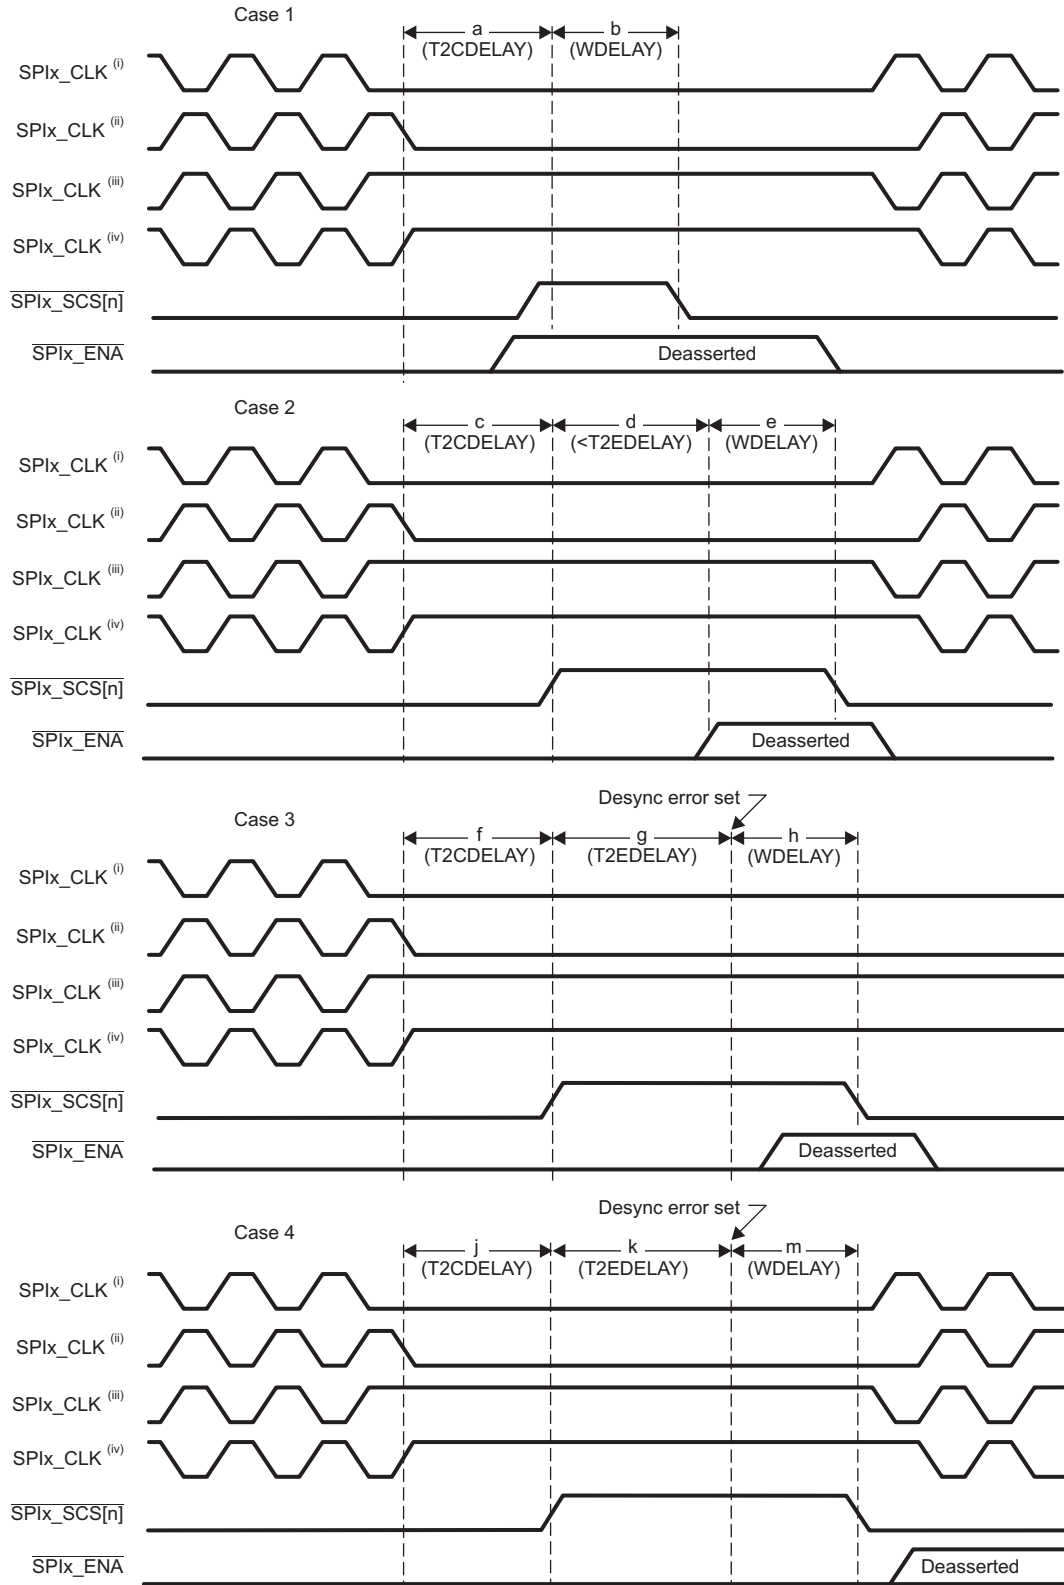 Case 1
a
(T2CDELAY)
b
(WDELAY)
SPIx_CLK (i)
SPIx_CLK (ii)
SPIx_CLK (iii)
SPIx_CLK (iv)
SPIx_SCS[n]
SPIx_ENA
Deasserted
Case 2
c
(T2CDELAY)
d
(<T2EDELAY)
e
(WDELAY)
SPIx_CLK (i)
SPIx_CLK (ii)
SPIx_CLK (iii)
SPIx_CLK (iv)
SPIx_SCS[n]
SPIx_ENA
Deasserted
Desync error set
Case 3
f
(T2CDELAY)
g
(T2EDELAY)
h
(WDELAY)
SPIx_CLK (i)
SPIx_CLK (ii)
SPIx_CLK (iii)
SPIx_CLK (iv)
SPIx_SCS[n]
SPIx_ENA
Deasserted
Desync error set
Case 4
j
(T2CDELAY)
k
(T2EDELAY)
m
(WDELAY)
SPIx_CLK (i)
SPIx_CLK (ii)
SPIx_CLK (iii)
SPIx_CLK (iv)
SPIx_SCS[n]
SPIx_ENA
Deasserted